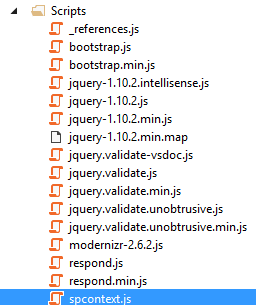 Scripts
_references.js
bootstrap.js
bootstrap.min.js
jquery-1.10.2.intellisense.js
jquery-1.10.2.js
jquery-1.10.2.min.js
jquery-1.10.2.min.map
jquery.validate-vsdoc.js
jquery.validate.js
jquery.validate.min.js
jquery.validate.unobtrusive.js
jquery.validate.unobtrusive.min.js
modernizr-2.6.2.js
respond.js
respond.min.js
spcontext.js